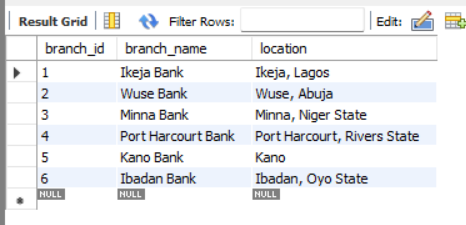 Result Grid Filter Rows: Edit:
branch_id branch_name location
1 Ikeja Bank Ikeja, Lagos
2 Wuse Bank Wuse, Abuja
3 Minna Bank Minna, Niger State
4 Port Harcourt Bank Port Harcourt, Rivers State
5 Kano Bank Kano
6 Ibadan Bank Ibadan, Oyo State
NULL NULL NULL